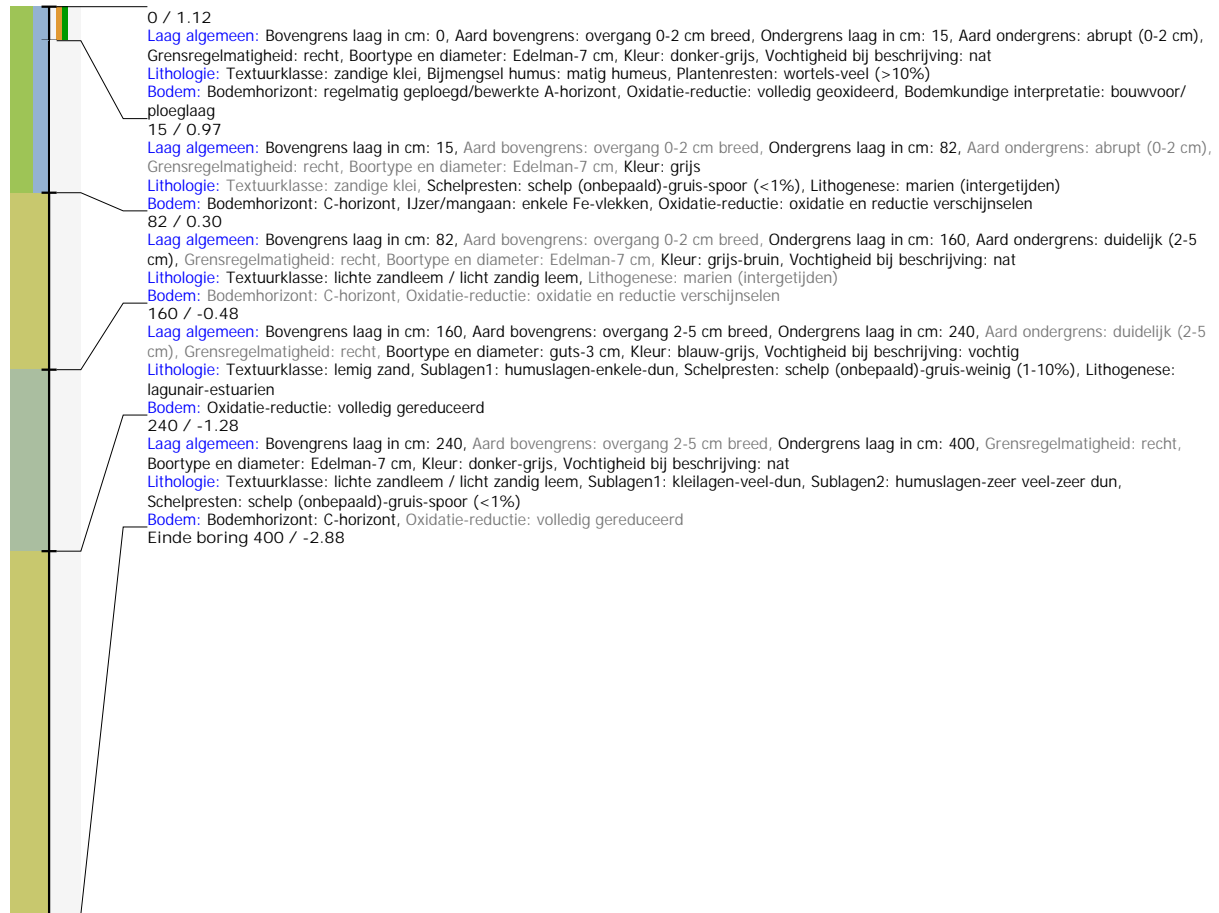 0 / 1.12
Laag algemeen: Bovengrens laag in cm: 0, Aard bovengrens: overgang 0-2 cm breed, Ondergrens laag in cm: 15, Aard ondergrens: abrupt (0-2 cm),
Grensregelmatigheid: recht, Boortype en diameter: Edelman-7 cm, Kleur: donker-grijs, Vochtigheid bij beschrijving: nat
Lithologie: Textuurklasse: zandige klei, Bijmengsel humus: matig humeus, Plantenresten: wortels-veel (>10%)
Bodem: Bodemhorizont: regelmatig geploegd/bewerkte A-horizont, Oxidatie-reductie: volledig geoxideerd, Bodemkundige interpretatie: bouwvoor/
ploeglaag
15 / 0.97
Laag algemeen: Bovengrens laag in cm: 15, Aard bovengrens: overgang 0-2 cm breed, Ondergrens laag in cm: 82, Aard ondergrens: abrupt (0-2 cm),
Grensregelmatigheid: recht, Boortype en diameter: Edelman-7 cm, Kleur: grijs
Lithologie: Textuurklasse: zandige klei, Schelpresten: schelp (onbepaald)-gruis-spoor (<1%), Lithogenese: marien (intergetijden)
Bodem: Bodemhorizont: C-horizont, IJzer/mangaan: enkele Fe-vlekken, Oxidatie-reductie: oxidatie en reductie verschijnselen
82 / 0.30
Laag algemeen: Bovengrens laag in cm: 82, Aard bovengrens: overgang 0-2 cm breed, Ondergrens laag in cm: 160, Aard ondergrens: duidelijk (2-5
cm), Grensregelmatigheid: recht, Boortype en diameter: Edelman-7 cm, Kleur: grijs-bruin, Vochtigheid bij beschrijving: nat
Lithologie: Textuurklasse: lichte zandleem / licht zandig leem, Lithogenese: marien (intergetijden)
Bodem: Bodemhorizont: C-horizont, Oxidatie-reductie: oxidatie en reductie verschijnselen
160 / -0.48
Laag algemeen: Bovengrens laag in cm: 160, Aard bovengrens: overgang 2-5 cm breed, Ondergrens laag in cm: 240, Aard ondergrens: duidelijk (2-5
cm), Grensregelmatigheid: recht, Boortype en diameter: guts-3 cm, Kleur: blauw-grijs, Vochtigheid bij beschrijving: vochtig
Lithologie: Textuurklasse: lemig zand, Sublagen1: humuslagen-enkele-dun, Schelpresten: schelp (onbepaald)-gruis-weinig (1-10%), Lithogenese:
lagunair-estuarien
Bodem: Oxidatie-reductie: volledig gereduceerd
240 / -1.28
Laag algemeen: Bovengrens laag in cm: 240, Aard bovengrens: overgang 2-5 cm breed, Ondergrens laag in cm: 400, Grensregelmatigheid: recht,
Boortype en diameter: Edelman-7 cm, Kleur: donker-grijs, Vochtigheid bij beschrijving: nat
Lithologie: Textuurklasse: lichte zandleem / licht zandig leem, Sublagen1: kleilagen-veel-dun, Sublagen2: humuslagen-zeer veel-zeer dun,
Schelpresten: schelp (onbepaald)-gruis-spoor (<1%)
Bodem: Bodemhorizont: C-horizont, Oxidatie-reductie: volledig gereduceerd
Einde boring 400 / -2.88